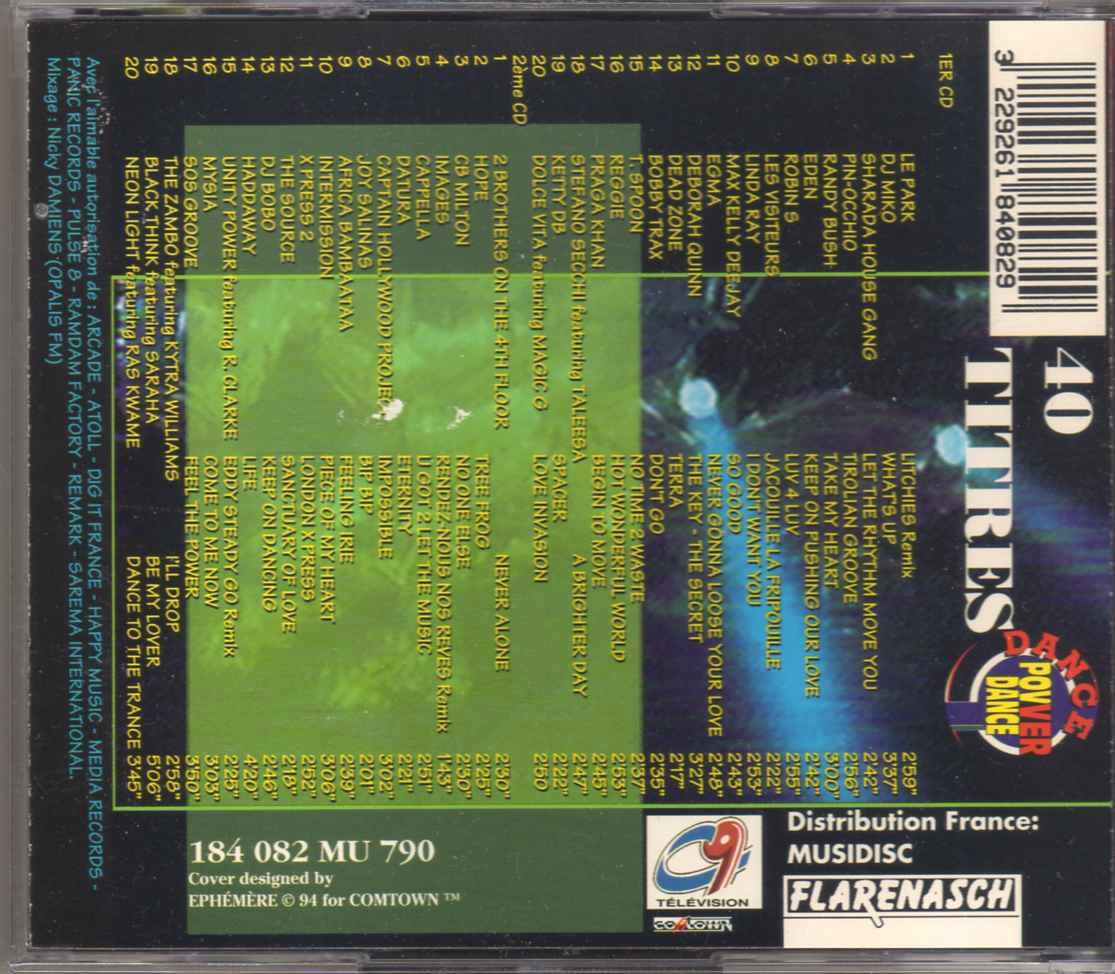 3 229261 840829
40
TITRES
DANCE
POWER
DANCE
1ER CD
1 LE PARK LITCHIES Remix 2'59"
2 DJ MIKO WHAT'S UP 3'37"
3 SHARADA HOUSE GANG LET THE RHYTHM MOVE YOU 2'42"
4 PIN-OCCHIO TIROLIAN GROOVE 2'56"
5 RANDY BUSH TAKE MY HEART 3'00"
6 EDEN KEEP ON PUSHING OUR LOVE 2'42"
7 ROBIN S LUV 4 LUV 2'55"
8 LES VISITEURS JACQUILLE LA FRIPOUILLE 2'22"
9 LINDA RAY I DON'T WANT YOU 2'53"
10 MAX KELLY DEEJAY SO GOOD 2'43"
11 EGMA NEVER GONNA LOOSE YOUR LOVE 2'48"
12 DEBORAH QUINN THE KEY - THE SECRET 3'27"
13 DEAD ZONE TERRA 2'17"
14 BOBBY TRAX DON'T GO 2'35"
15 T. SPOON NO TIME 2 WASTE 2'37"
16 REGGIE HOT WONDERFUL WORLD 2'53"
17 PRAGA KHAN BEGIN TO MOVE 1'45"
18 STEFANO SECCHI featuring TALEESA A BRIGHTER DAY 2'47"
19 KETTY DB SPACER 2'22"
20 DOLCE VITA featuring MAGIC G LOVE INVASION 2'50
2ème CD
1 2 BROTHERS ON THE 4TH FLOOR NEVER ALONE 2'30"
2 HOPE TREE FROG 1'25"
3 CB MILTON NO ONE ELSE 2'30"
4 IMAGES RENDEZ-NOUS NOS REVES Remix 1'43"
5 CAPPELLA U GOT 2 LET THE MUSIC 2'51"
6 DATURA ETERNITY 2'21"
7 CAPTAIN HOLLYWOOD PROJECT IMPOSSIBLE 3'02"
8 JOY SALINAS BIP BIP 2'01"
9 AFRICA BAMBAATAA FEELING IRIE 2'39"
10 INTERMISSION PIECE OF MY HEART 3'06"
11 X PRESS 2 LONDON X PRESS 2'52"
12 THE SOURCE SANCTUARY OF LOVE 2'18"
13 DJ BOBO KEEP ON DANCING 2'46"
14 HADDAWAY LIFE 4'20"
15 UNITY POWER featuring R. CLARKE EDDY STEADY GO Remix 2'25"
16 MYSIA COME TO ME NOW 3'03"
17 SOS GROOVE FEEL THE POWER 3'50"
18 THE ZAMBO featuring KYTRA WILLIAMS I'LL DROP 2'58"
19 BLACK THINK featuring SARAHA BE MY LOVER 5'06"
20 NEON LIGHT featuring RAS KWAME DANCE TO THE TRANCE 3'45"
Avec l'aimable autorisation de : ARCADE - ATOLL - DIG IT FRANCE - HAPPY MUSIC - MEDIA RECORDS -
PANIC RECORDS - PULSE 8 - RAMDAM FACTORY - REMARK - SAREMA INTERNATIONAL.
Mixage : Nicky DAMIENS (OPALIS FM)
184 082 MU 790
Cover designed by
EPHÉMÈRE © 94 for COMTOWN ™
C9
TÉLÉVISION
comtown
Distribution France:
MUSIDISC
FLARENASCH